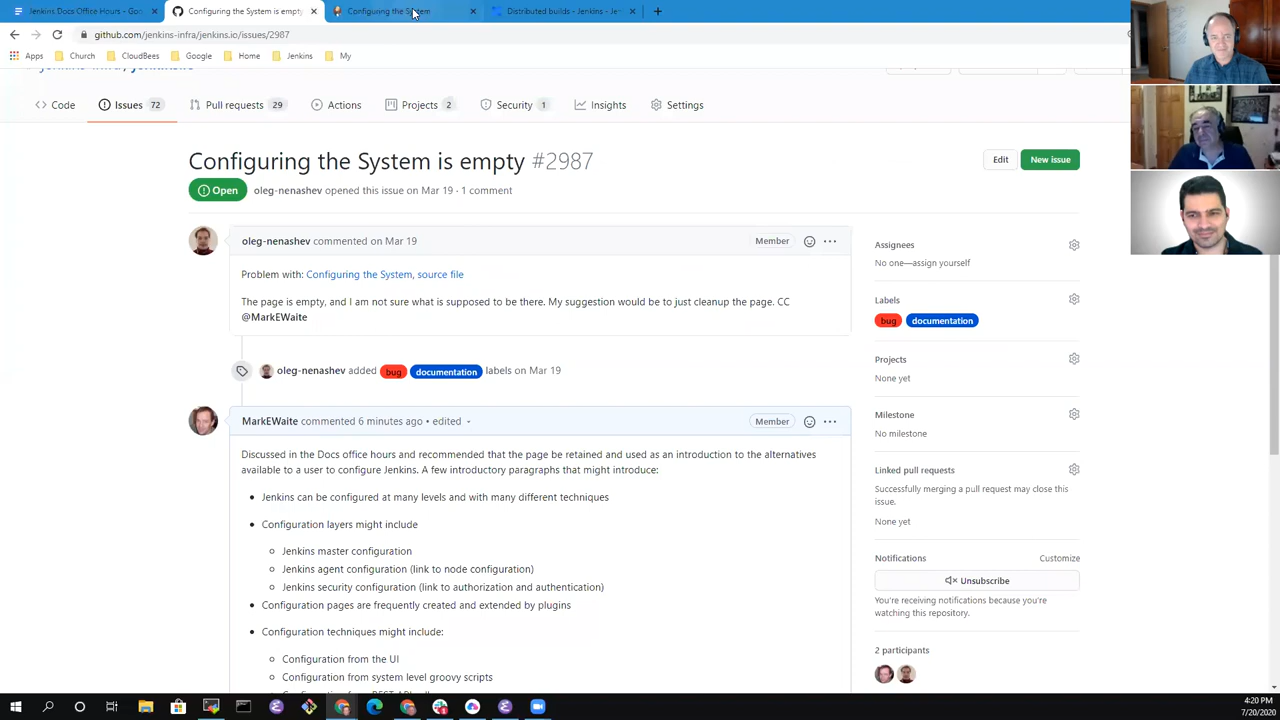 Jenkins Docs Office Hours - Goog
Configuring the System is empty
Configuring the System
Distributed builds - Jenkins - Je
github.com/jenkins-infra/jenkins.io/issues/2987
Apps
Church
CloudBees
Google
Home
Jenkins
My
Code
Issues 72
Pull requests 29
Actions
Projects 2
Security 1
Insights
Settings
Configuring the System is empty #2987
Edit
New issue
Open
oleg-nenashev opened this issue on Mar 19 · 1 comment
oleg-nenashev commented on Mar 19
Member
Problem with: Configuring the System, source file
The page is empty, and I am not sure what is supposed to be there. My suggestion would be to just cleanup the page. CC
@MarkEWaite
oleg-nenashev added bug documentation labels on Mar 19
MarkEWaite commented 6 minutes ago • edited
Member
Discussed in the Docs office hours and recommended that the page be retained and used as an introduction to the alternatives
available to a user to configure Jenkins. A few introductory paragraphs that might introduce:
• Jenkins can be configured at many levels and with many different techniques
• Configuration layers might include
Jenkins master configuration
Jenkins agent configuration (link to node configuration)
Jenkins security configuration (link to authorization and authentication)
• Configuration pages are frequently created and extended by plugins
• Configuration techniques might include:
Configuration from the UI
Configuration from system level groovy scripts
Assignees
No one—assign yourself
Labels
bug documentation
Projects
None yet
Milestone
No milestone
Linked pull requests
Successfully merging a pull request may close this
issue.
None yet
Notifications
Customize
Unsubscribe
You're receiving notifications because you're
watching this repository.
2 participants
4:20 PM
7/20/2020